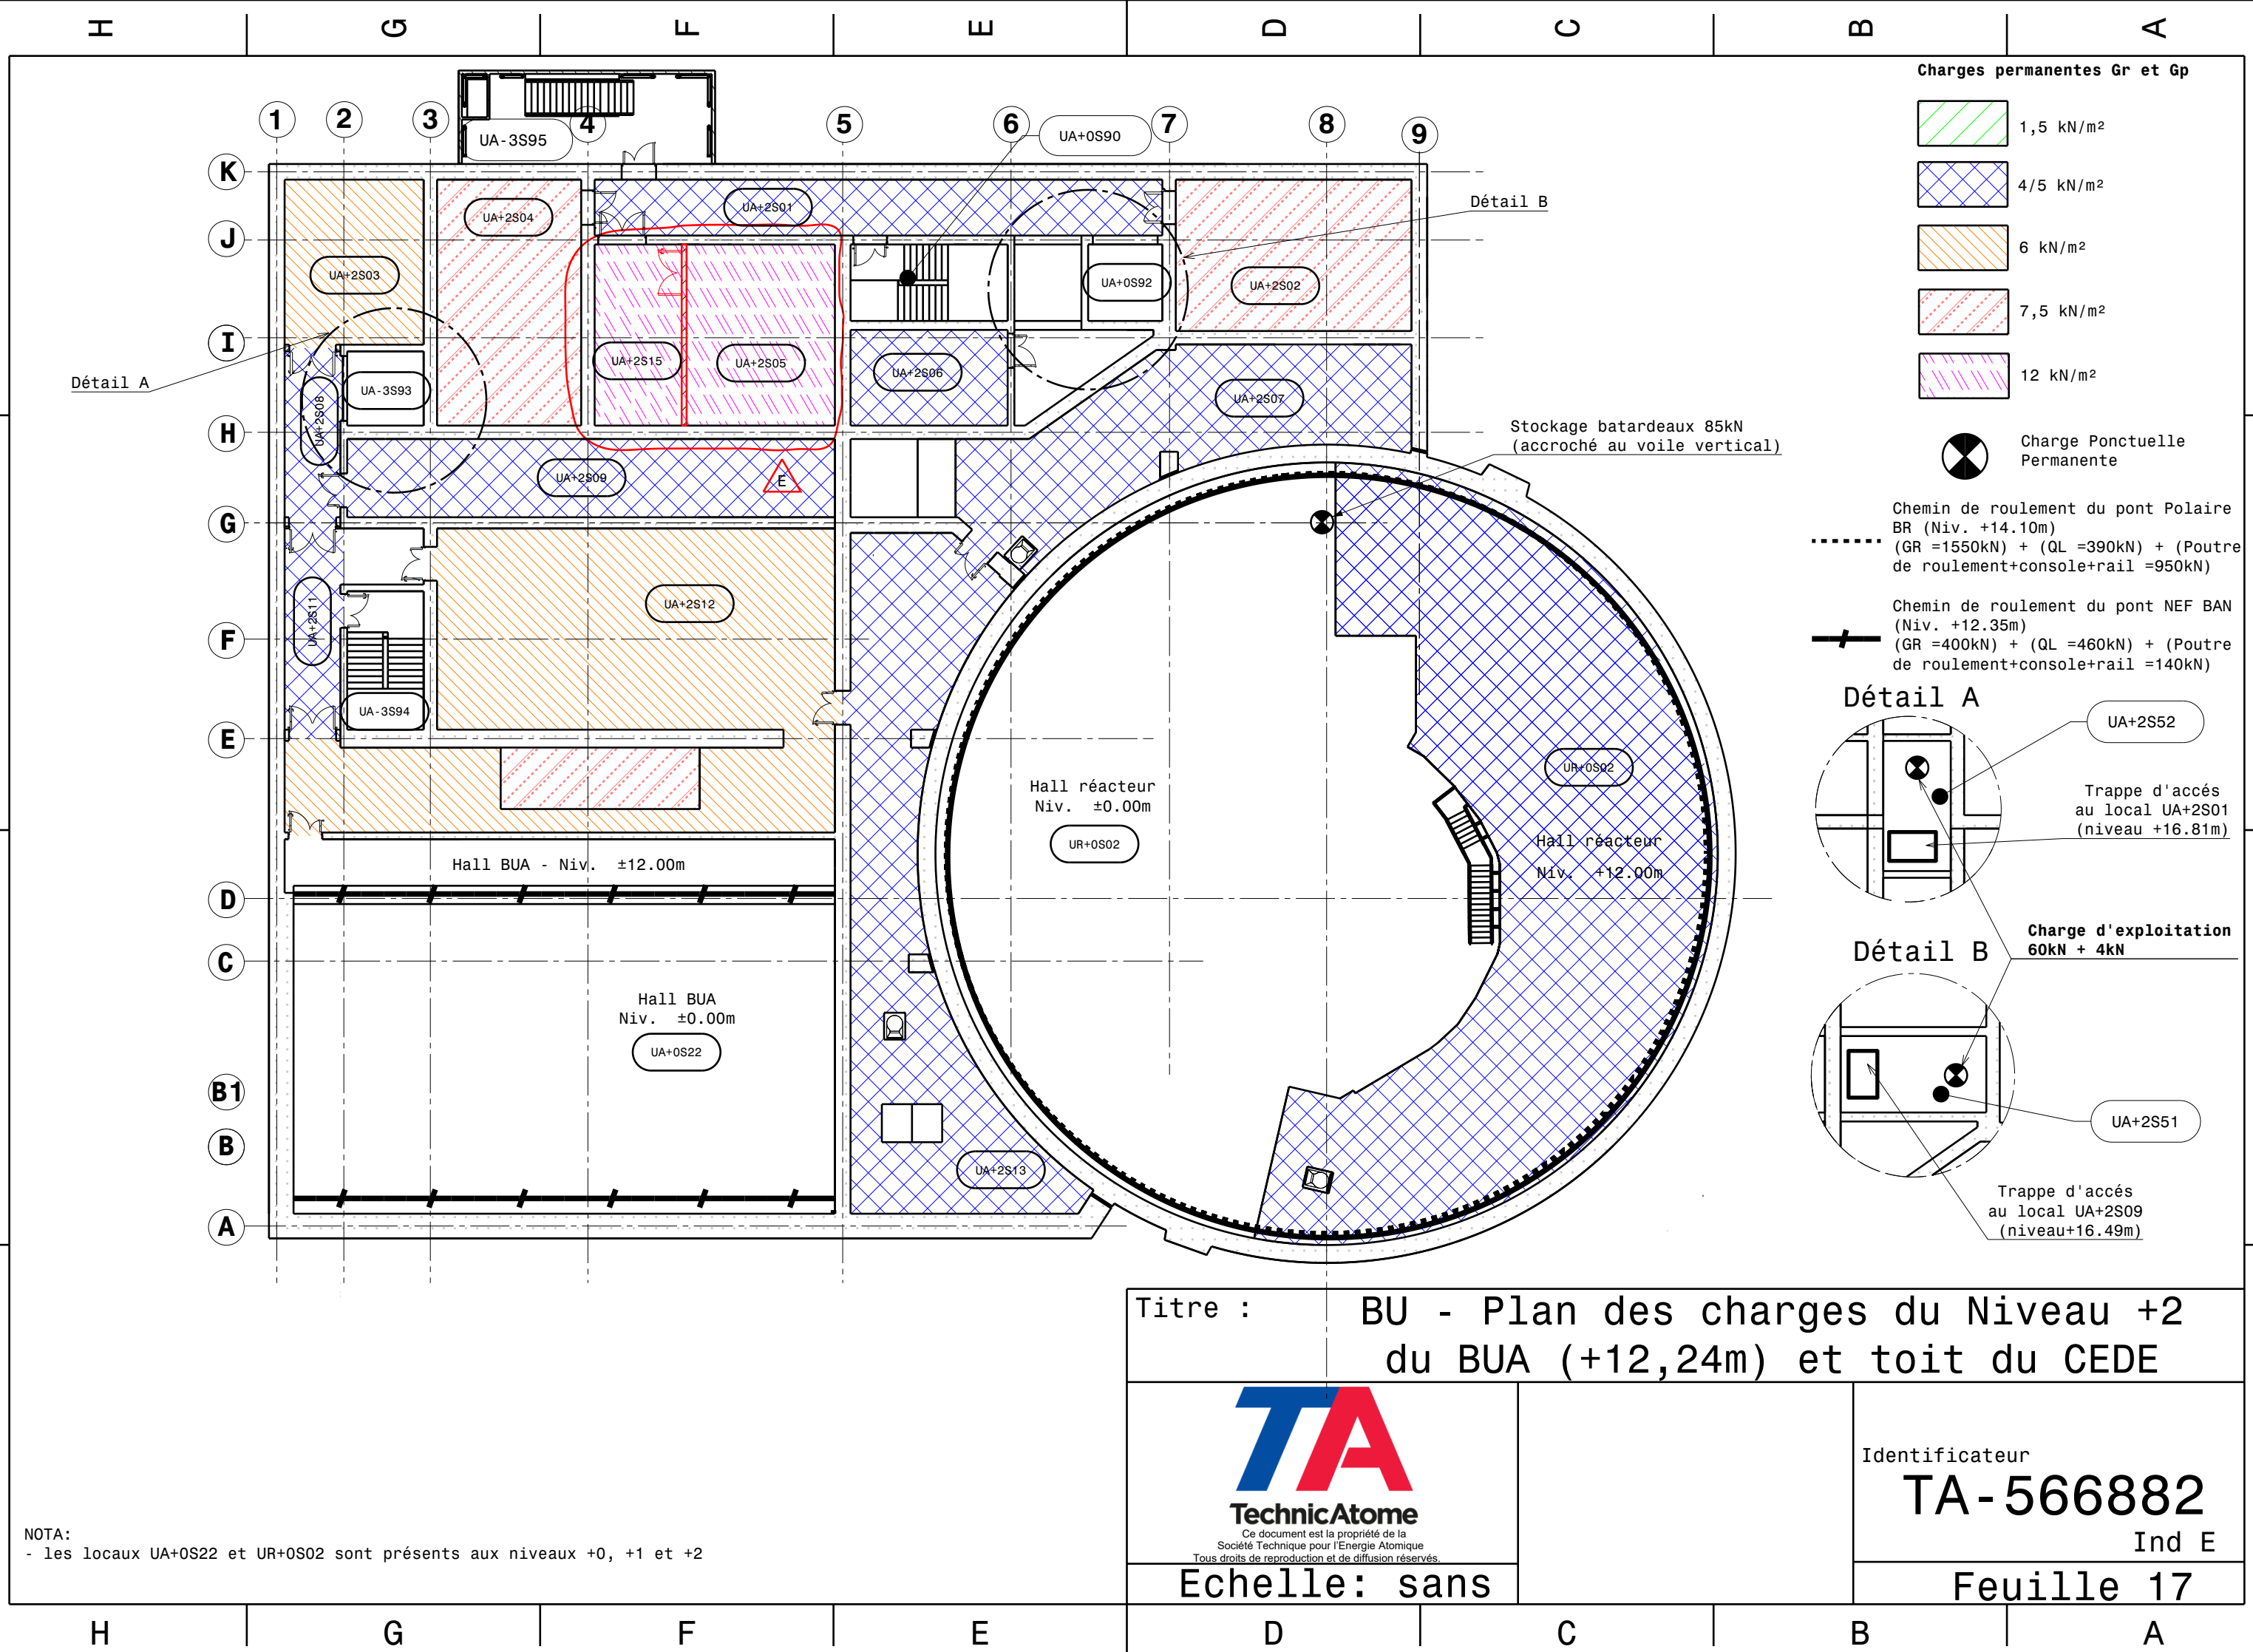 H
G
F
E
D
C
B
A
Charges permanentes Gr et Gp
1,5 kN/m²
4/5 kN/m²
6 kN/m²
7,5 kN/m²
12 kN/m²
Charge Ponctuelle
Permanente
Chemin de roulement du pont Polaire
BR (Niv. +14.10m)
(GR =1550kN) + (QL =390kN) + (Poutre
de roulement+console+rail =950kN)
Chemin de roulement du pont NEF BAN
(Niv. +12.35m)
(GR =400kN) + (QL =460kN) + (Poutre
de roulement+console+rail =140kN)
1
2
3
4
5
6
7
8
9
UA-3S95
UA+0S90
K
J
I
H
G
F
E
D
C
B1
B
A
UA+2S04
UA+2S01
Détail B
UA+2S03
UA+0S92
UA+2S02
UA+2S15
UA+2S05
UA+2S06
Détail A
UA-3S93
UA+2S08
UA+2S07
Stockage batardeaux 85kN
(accroché au voile vertical)
UA+2S09
E
UA+2S12
UA+2S11
UA-3S94
Hall réacteur
Niv. ±0.00m
UR+0S02
UR+0S02
Hall réacteur
Niv. +12.00m
Hall BUA - Niv. ±12.00m
Hall BUA
Niv. ±0.00m
UA+0S22
UA+2S13
Détail A
UA+2S52
Trappe d'accés
au local UA+2S01
(niveau +16.81m)
Charge d'exploitation
60kN + 4kN
Détail B
UA+2S51
Trappe d'accés
au local UA+2S09
(niveau+16.49m)
Titre : BU - Plan des charges du Niveau +2
du BUA (+12,24m) et toit du CEDE
TA
TechnicAtome
Ce document est la propriété de la
Société Technique pour l'Energie Atomique
Tous droits de reproduction et de diffusion réservés.
Echelle: sans
Identificateur
TA-566882
Ind E
Feuille 17
NOTA:
- les locaux UA+0S22 et UR+0S02 sont présents aux niveaux +0, +1 et +2
H
G
F
E
D
C
B
A